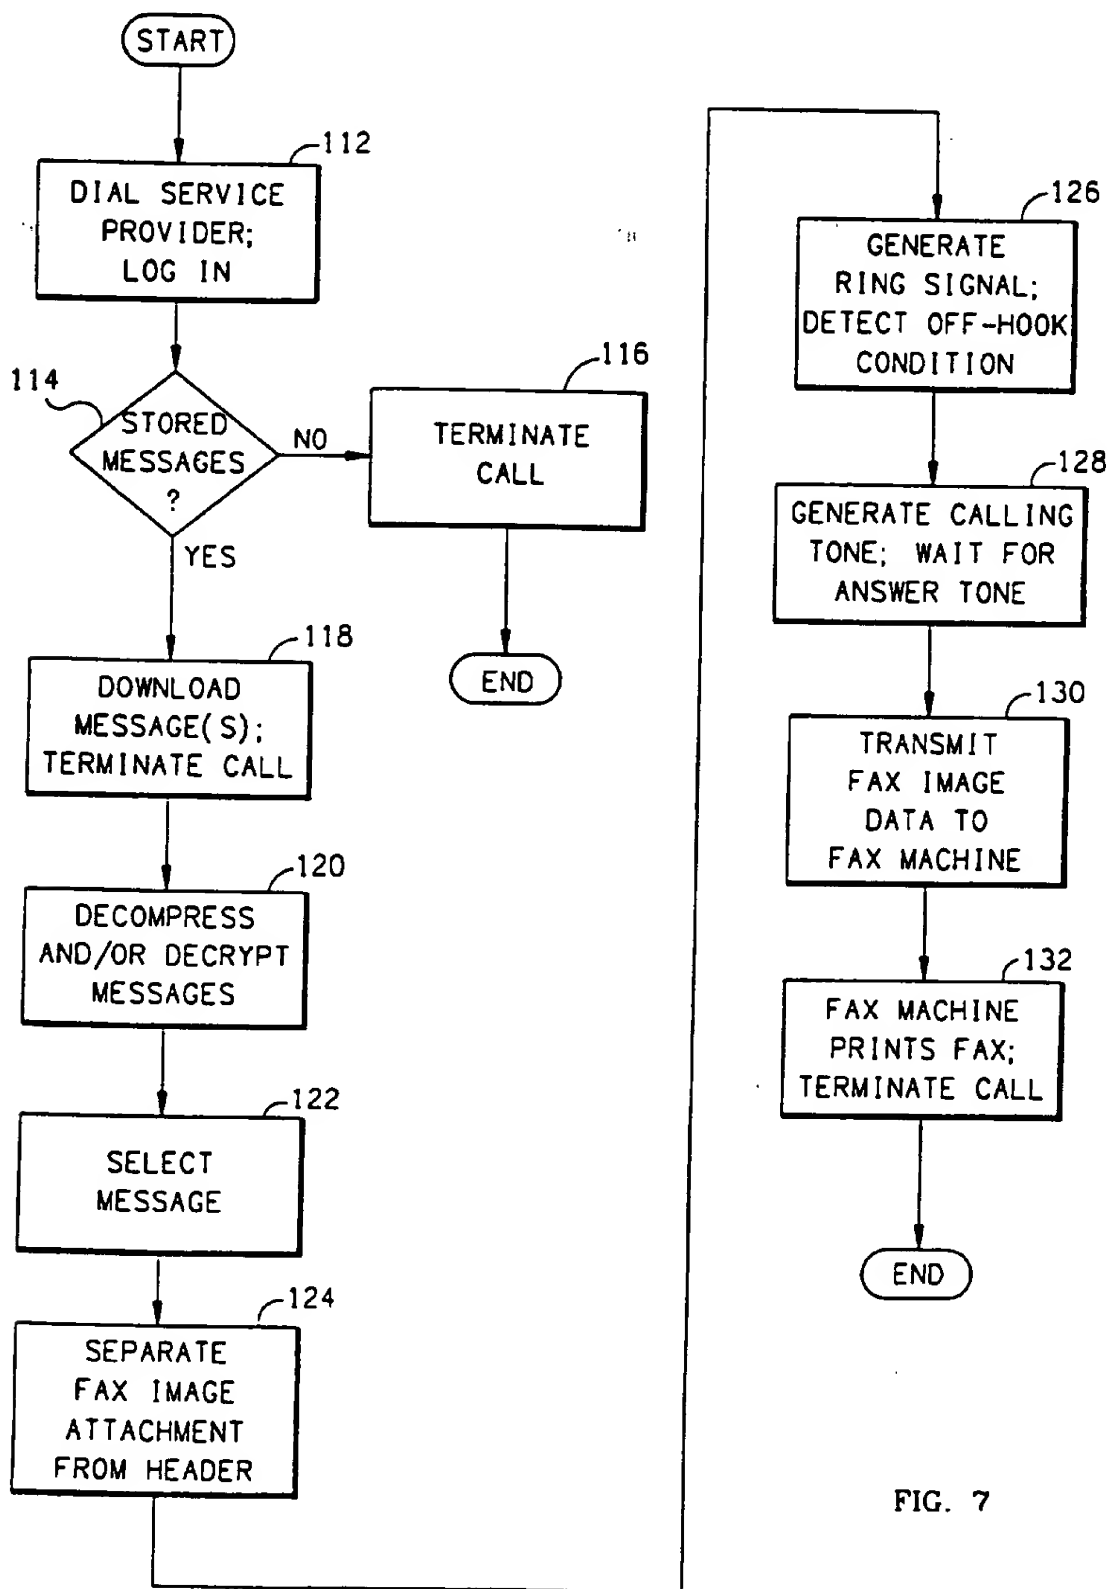 START
112
DIAL SERVICE
PROVIDER;
LOG IN
114
STORED
MESSAGES
?
NO
YES
116
TERMINATE
CALL
END
118
DOWNLOAD
MESSAGE(S);
TERMINATE CALL
120
DECOMPRESS
AND/OR DECRYPT
MESSAGES
122
SELECT
MESSAGE
124
SEPARATE
FAX IMAGE
ATTACHMENT
FROM HEADER
126
GENERATE
RING SIGNAL;
DETECT OFF-HOOK
CONDITION
128
GENERATE CALLING
TONE; WAIT FOR
ANSWER TONE
130
TRANSMIT
FAX IMAGE
DATA TO
FAX MACHINE
132
FAX MACHINE
PRINTS FAX;
TERMINATE CALL
END
FIG. 7